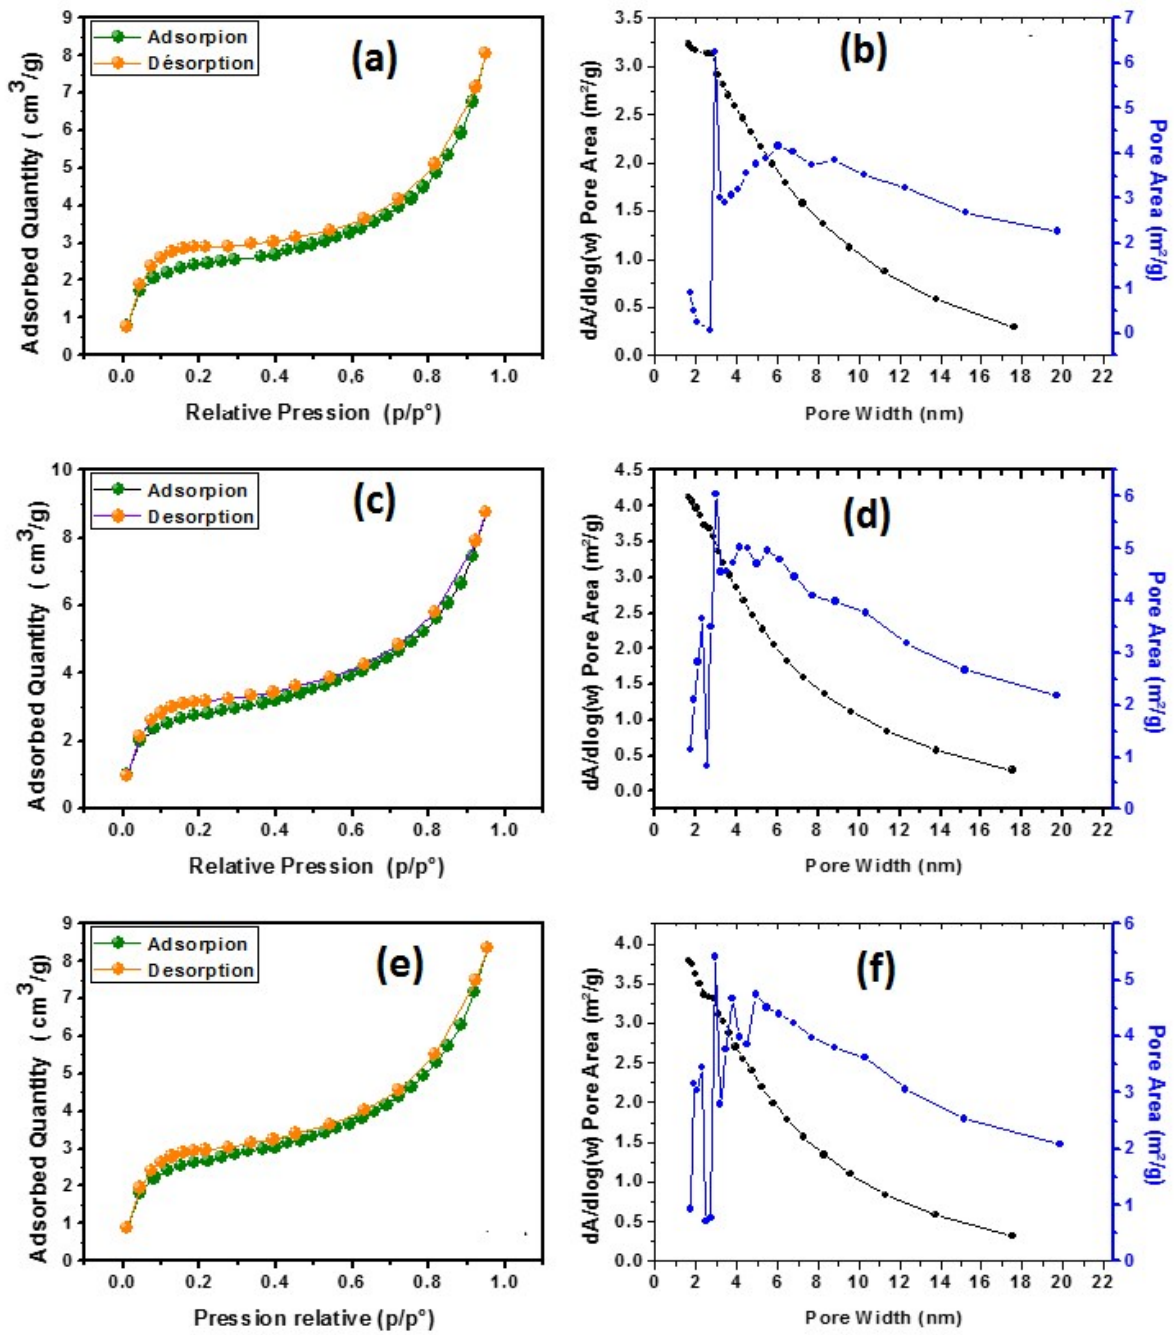 Adsorpion
Désorption
(a)
Adsorbed Quantity ( cm³/g)
9
8
7
6
5
4
3
2
1
0
0.0 0.2 0.4 0.6 0.8 1.0
Relative Pression (p/p°)
(b)
dA/dlog(w) Pore Area (m²/g)
3.5
3.0
2.5
2.0
1.5
1.0
0.5
0.0
7
6
5
4
3
2
1
0
Pore Area (m²/g)
0 2 4 6 8 10 12 14 16 18 20 22
Pore Width (nm)
Adsorpion
Desorption
(c)
Adsorbed Quantity ( cm³/g)
10
8
6
4
2
0
0.0 0.2 0.4 0.6 0.8 1.0
Relative Pression (p/p°)
(d)
dA/dlog(w) Pore Area (m²/g)
4.5
4.0
3.5
3.0
2.5
2.0
1.5
1.0
0.5
0.0
6
5
4
3
2
1
0
Pore Area (m²/g)
0 2 4 6 8 10 12 14 16 18 20 22
Pore Width (nm)
Adsorpion
Desorption
(e)
Adsorbed Quantity ( cm³/g)
9
8
7
6
5
4
3
2
1
0
0.0 0.2 0.4 0.6 0.8 1.0
Pression relative (p/p°)
(f)
dA/dlog(w) Pore Area (m²/g)
4.0
3.5
3.0
2.5
2.0
1.5
1.0
0.5
0.0
6
5
4
3
2
1
0
Pore Area (m²/g)
0 2 4 6 8 10 12 14 16 18 20 22
Pore Width (nm)